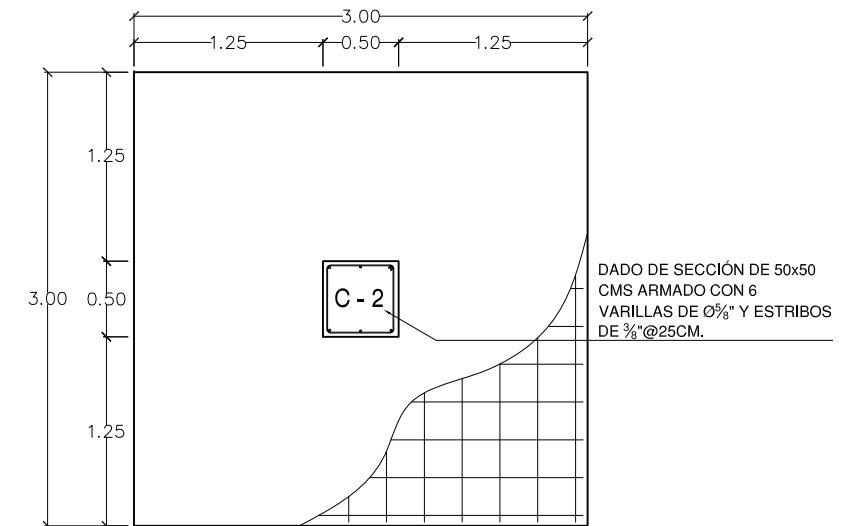 3.00
1.25 0.50 1.25
1.25
3.00 0.50
1.25
C - 2
DADO DE SECCIÓN DE 50x50
CMS ARMADO CON 6
VARILLAS DE Ø⅝" Y ESTRIBOS
DE ⅜"@25CM.